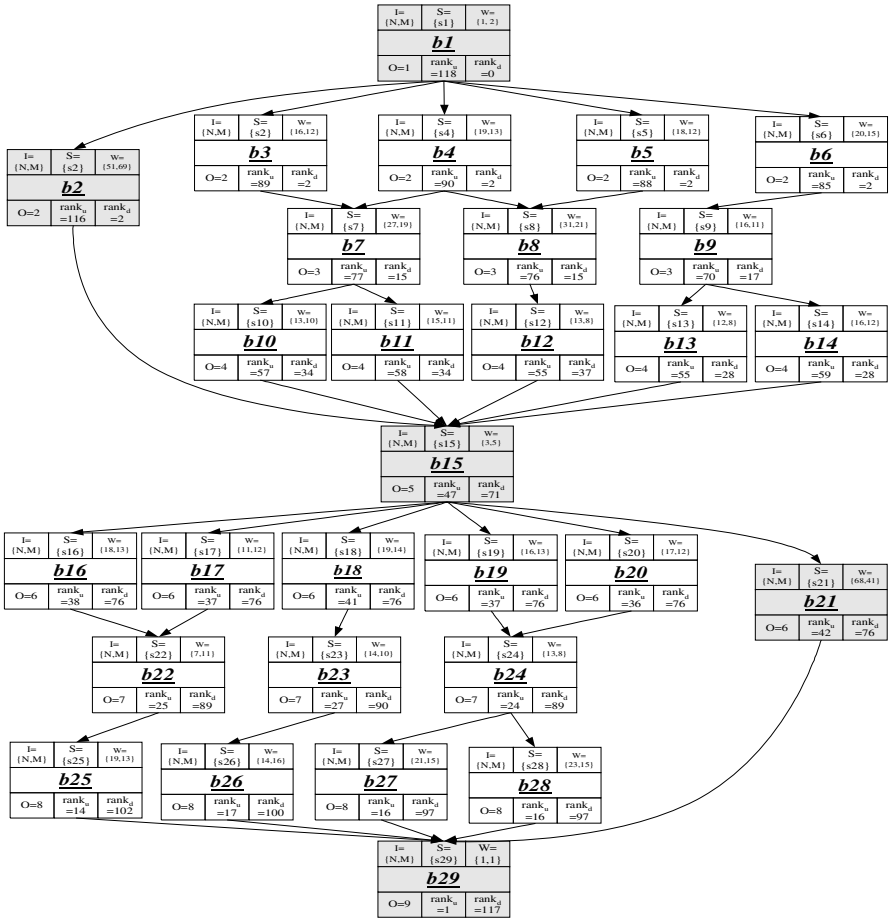 I= {N,M} S= {s1} W= {1, 2}
b1
O=1 rank_u =118 rank_d =0
I= {N,M} S= {s2} W= {51,69}
b2
O=2 rank_u =116 rank_d =2
I= {N,M} S= {s2} W= {16,12}
b3
O=2 rank_u =89 rank_d =2
I= {N,M} S= {s4} W= {19,13}
b4
O=2 rank_u =90 rank_d =2
I= {N,M} S= {s5} W= {18,12}
b5
O=2 rank_u =88 rank_d =2
I= {N,M} S= {s6} W= {20,15}
b6
O=2 rank_u =85 rank_d =2
I= {N,M} S= {s7} W= {27,19}
b7
O=3 rank_u =77 rank_d =15
I= {N,M} S= {s8} W= {31,21}
b8
O=3 rank_u =76 rank_d =15
I= {N,M} S= {s9} W= {16,11}
b9
O=3 rank_u =70 rank_d =17
I= {N,M} S= {s10} W= {13,10}
b10
O=4 rank_u =57 rank_d =34
I= {N,M} S= {s11} W= {15,11}
b11
O=4 rank_u =58 rank_d =34
I= {N,M} S= {s12} W= {13,8}
b12
O=4 rank_u =55 rank_d =37
I= {N,M} S= {s13} W= {12,8}
b13
O=4 rank_u =55 rank_d =28
I= {N,M} S= {s14} W= {16,12}
b14
O=4 rank_u =59 rank_d =28
I= {N,M} S= {s15} W= {3,5}
b15
O=5 rank_u =47 rank_d =71
I= {N,M} S= {s16} W= {18,13}
b16
O=6 rank_u =38 rank_d =76
I= {N,M} S= {s17} W= {11,12}
b17
O=6 rank_u =37 rank_d =76
I= {N,M} S= {s18} W= {19,14}
b18
O=6 rank_u =41 rank_d =76
I= {N,M} S= {s19} W= {16,13}
b19
O=6 rank_u =37 rank_d =76
I= {N,M} S= {s20} W= {17,12}
b20
O=6 rank_u =36 rank_d =76
I= {N,M} S= {s21} W= {68,41}
b21
O=6 rank_u =42 rank_d =76
I= {N,M} S= {s22} W= {7,11}
b22
O=7 rank_u =25 rank_d =89
I= {N,M} S= {s23} W= {14,10}
b23
O=7 rank_u =27 rank_d =90
I= {N,M} S= {s24} W= {13,8}
b24
O=7 rank_u =24 rank_d =89
I= {N,M} S= {s25} W= {19,13}
b25
O=8 rank_u =14 rank_d =102
I= {N,M} S= {s26} W= {14,16}
b26
O=8 rank_u =17 rank_d =100
I= {N,M} S= {s27} W= {21,15}
b27
O=8 rank_u =16 rank_d =97
I= {N,M} S= {s28} W= {23,15}
b28
O=8 rank_u =16 rank_d =97
I= {N,M} S= {s29} W= {1,1}
b29
O=9 rank_u =1 rank_d =117